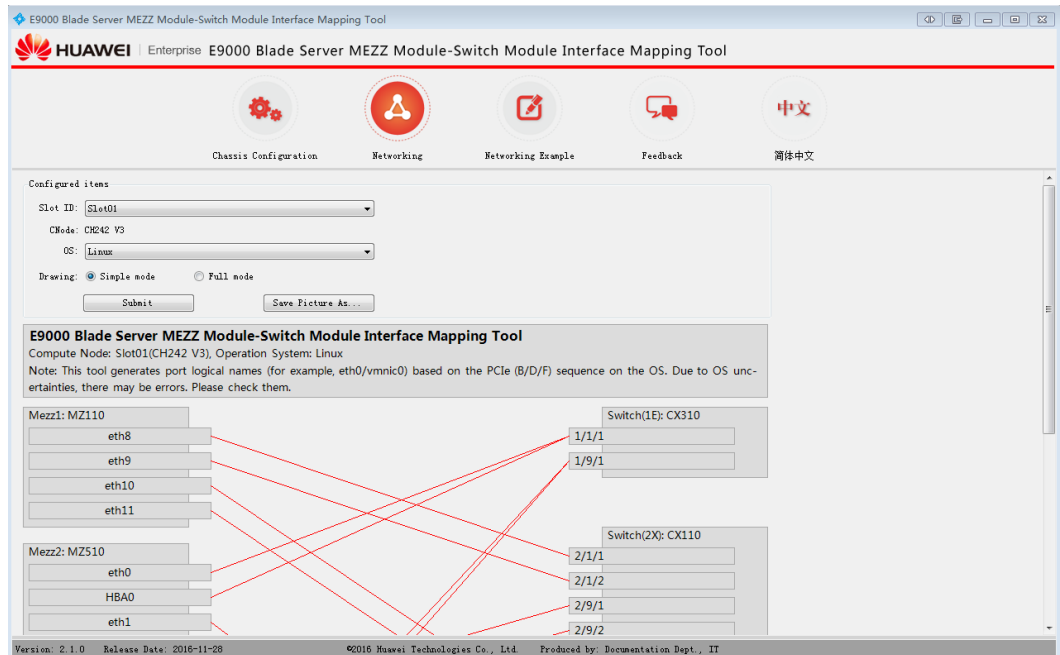 E9000 Blade Server MEZZ Module-Switch Module Interface Mapping Tool
HUAWEI Enterprise E9000 Blade Server MEZZ Module-Switch Module Interface Mapping Tool
中文
Chassis Configuration Networking Networking Example Feedback 简体中文
Configured items
Slot ID: Slot01
CNode: CH242 V3
OS: Linux
Drawing: Simple mode Full mode
Submit Save Picture As...
E9000 Blade Server MEZZ Module-Switch Module Interface Mapping Tool
Compute Node: Slot01(CH242 V3), Operation System: Linux
Note: This tool generates port logical names (for example, eth0/vmnic0) based on the PCIe (B/D/F) sequence on the OS. Due to OS unc-
ertainties, there may be errors. Please check them.
Mezz1: MZ110 Switch(1E): CX310
eth8 1/1/1
eth9 1/9/1
eth10
eth11
Switch(2X): CX110
Mezz2: MZ510 2/1/1
eth0 2/1/2
HBA0 2/9/1
eth1 2/9/2
Version: 2.1.0 Release Date: 2016-11-28 ©2016 Huawei Technologies Co., Ltd. Produced by: Documentation Dept., IT